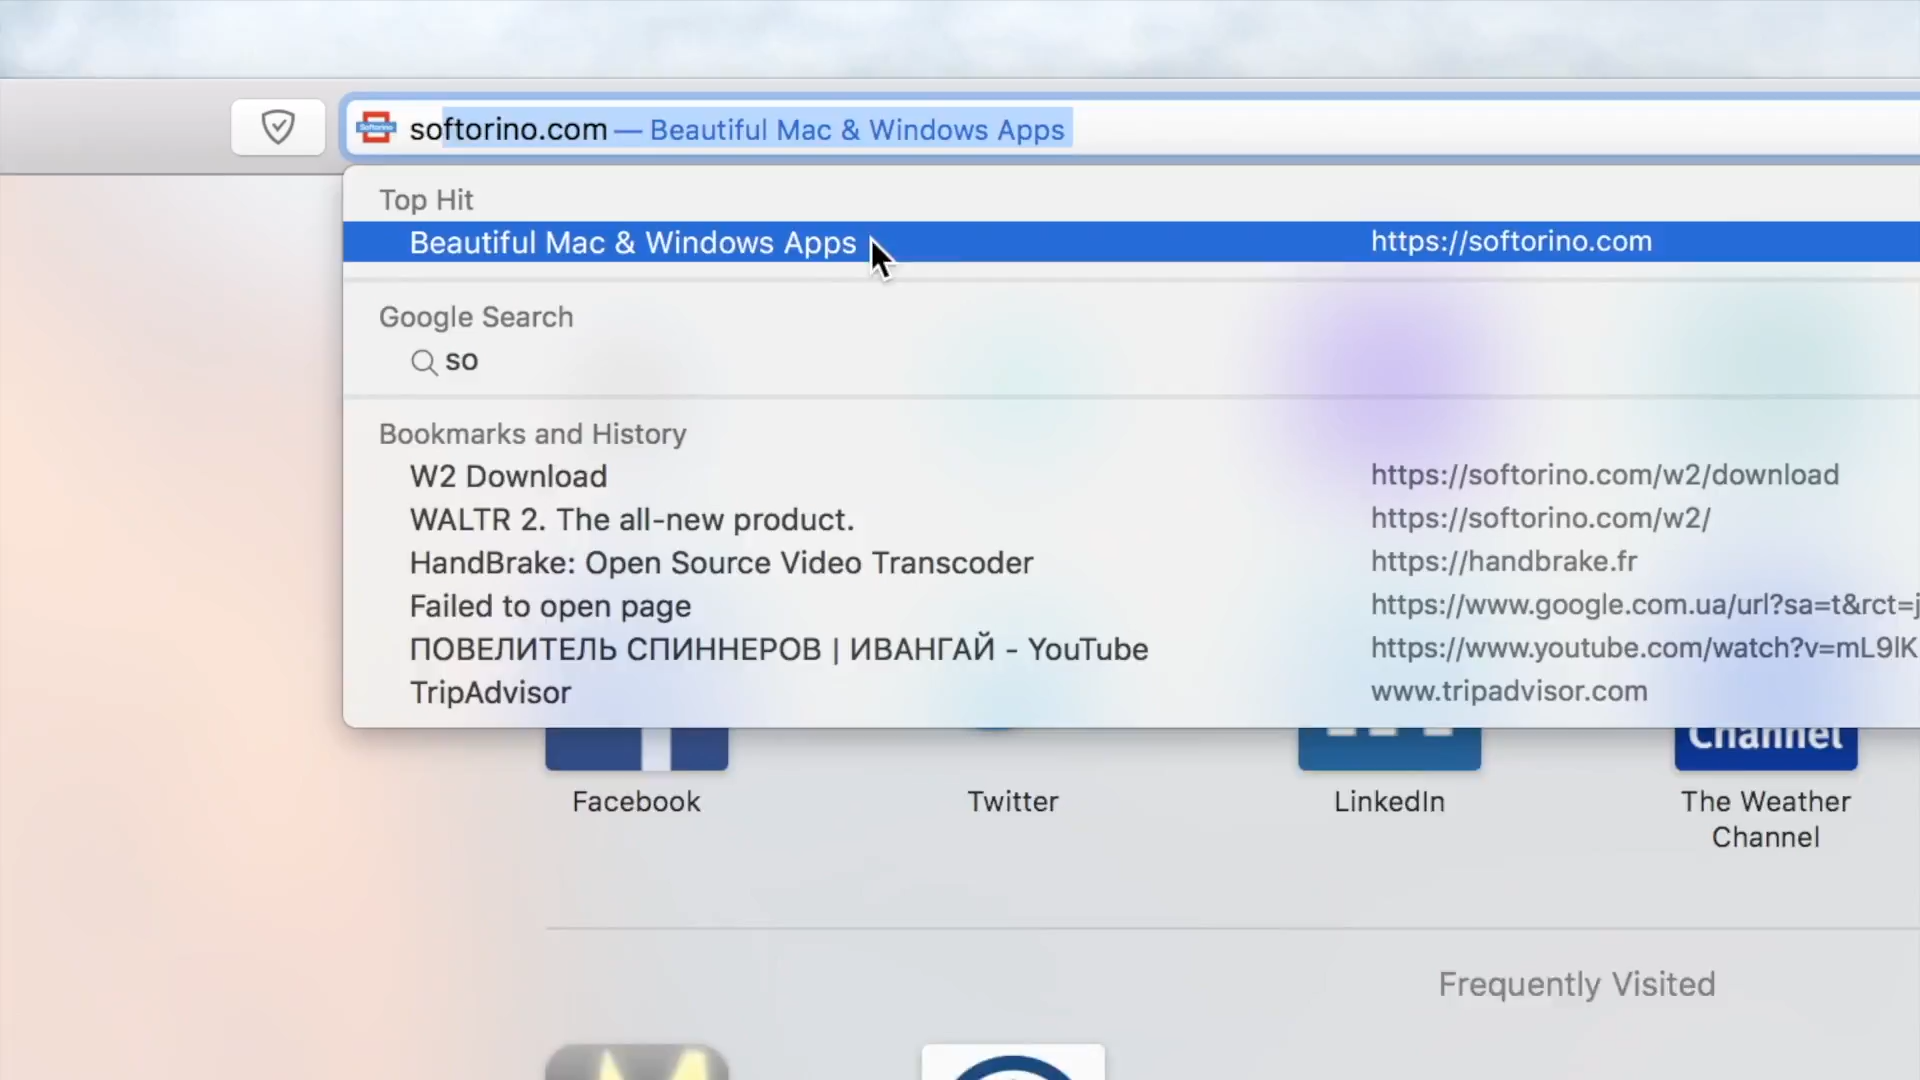 softorino.com — Beautiful Mac & Windows Apps
Top Hit
Beautiful Mac & Windows Apps https://softorino.com
Google Search
so
Bookmarks and History
W2 Download https://softorino.com/w2/download
WALTR 2. The all-new product. https://softorino.com/w2/
HandBrake: Open Source Video Transcoder https://handbrake.fr
Failed to open page https://www.google.com.ua/url?sa=t&rct=j
ПОВЕЛИТЕЛЬ СПИННЕРОВ | ИВАНГАЙ - YouTube https://www.youtube.com/watch?v=mL9lK
TripAdvisor www.tripadvisor.com
Channel
Facebook Twitter LinkedIn The Weather
Channel
Frequently Visited